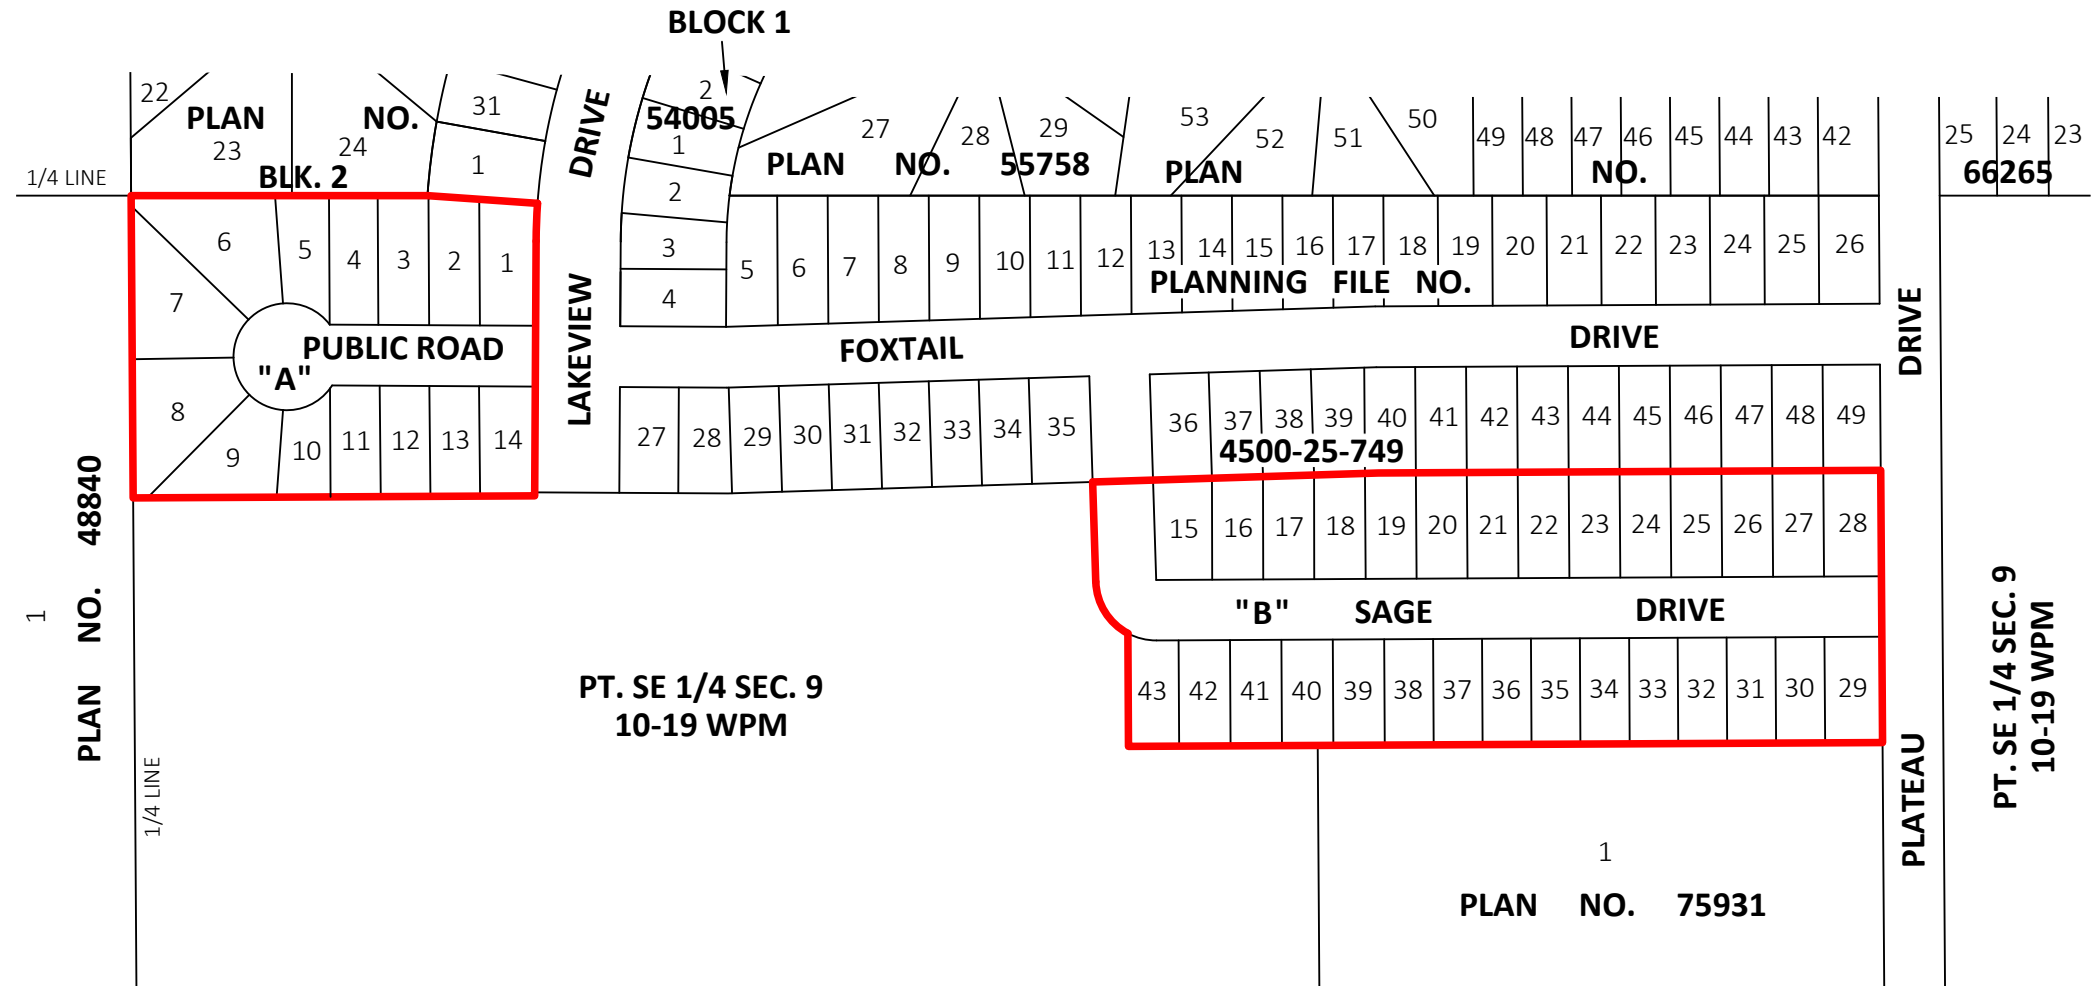 BLOCK 1
22
PLAN NO.
23
24
BLK. 2
31
1
DRIVE
2
54005
1
2
3
4
27
28
29
PLAN NO. 55758
53
52
51
50
49 48 47 46 45 44 43 42
PLAN NO.
25 24 23
66265
1/4 LINE
6 5 4 3 2 1
7
PUBLIC ROAD
"A"
8
9
10 11 12 13 14
LAKEVIEW
5 6 7 8 9 10 11 12 13 14 15 16 17 18 19 20 21 22 23 24 25 26
PLANNING FILE NO.
FOXTAIL DRIVE
DRIVE
27 28 29 30 31 32 33 34 35
36 37 38 39 40 41 42 43 44 45 46 47 48 49
4500-25-749
15 16 17 18 19 20 21 22 23 24 25 26 27 28
"B" SAGE DRIVE
43 42 41 40 39 38 37 36 35 34 33 32 31 30 29
1
PLAN NO. 48840
1/4 LINE
PT. SE 1/4 SEC. 9
10-19 WPM
PLATEAU
PT. SE 1/4 SEC. 9
10-19 WPM
1
PLAN NO. 75931